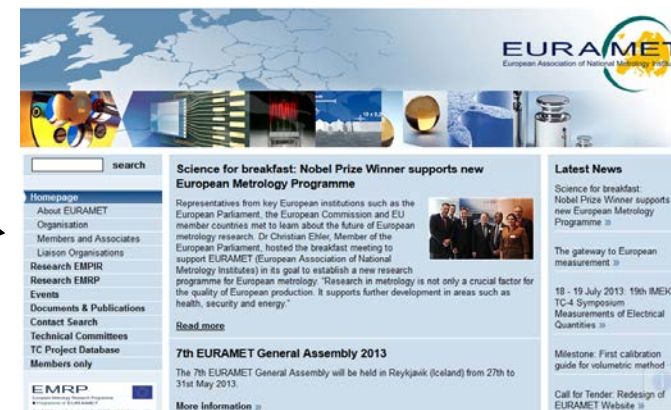 EURAMET
European Association of National Metrology Institutes
search
Homepage
About EURAMET
Organisation
Members and Associates
Liaison Organisations
Research EMPIR
Research EMRP
Events
Documents & Publications
Contact Search
Technical Committees
TC Project Database
Members only
EMRP
European Metrology Research Programme
Programme of EURAMET
Science for breakfast: Nobel Prize Winner supports new
European Metrology Programme
Representatives from key European institutions such as the
European Parliament, the European Commission and EU
member countries met to learn about the future of European
metrology research. Dr Christian Ehler, Member of the
European Parliament, hosted the breakfast meeting to
support EURAMET (European Association of National
Metrology Institutes) in its goal to establish a new research
programme for European metrology. "Research in metrology is not only a crucial factor for
the quality of European production. It supports further development in areas such as
health, security and energy."
Read more
7th EURAMET General Assembly 2013
The 7th EURAMET General Assembly will be held in Reykjavik (Iceland) from 27th to
31st May 2013.
More information »
Latest News
Science for breakfast:
Nobel Prize Winner supports
new European Metrology
Programme »
The gateway to European
measurement »
18 - 19 July 2013: 19th IMEK
TC-4 Symposium
Measurements of Electrical
Quantities »
Milestone: First calibration
guide for volumetric method
Call for Tender: Redesign of
EURAMET Website »